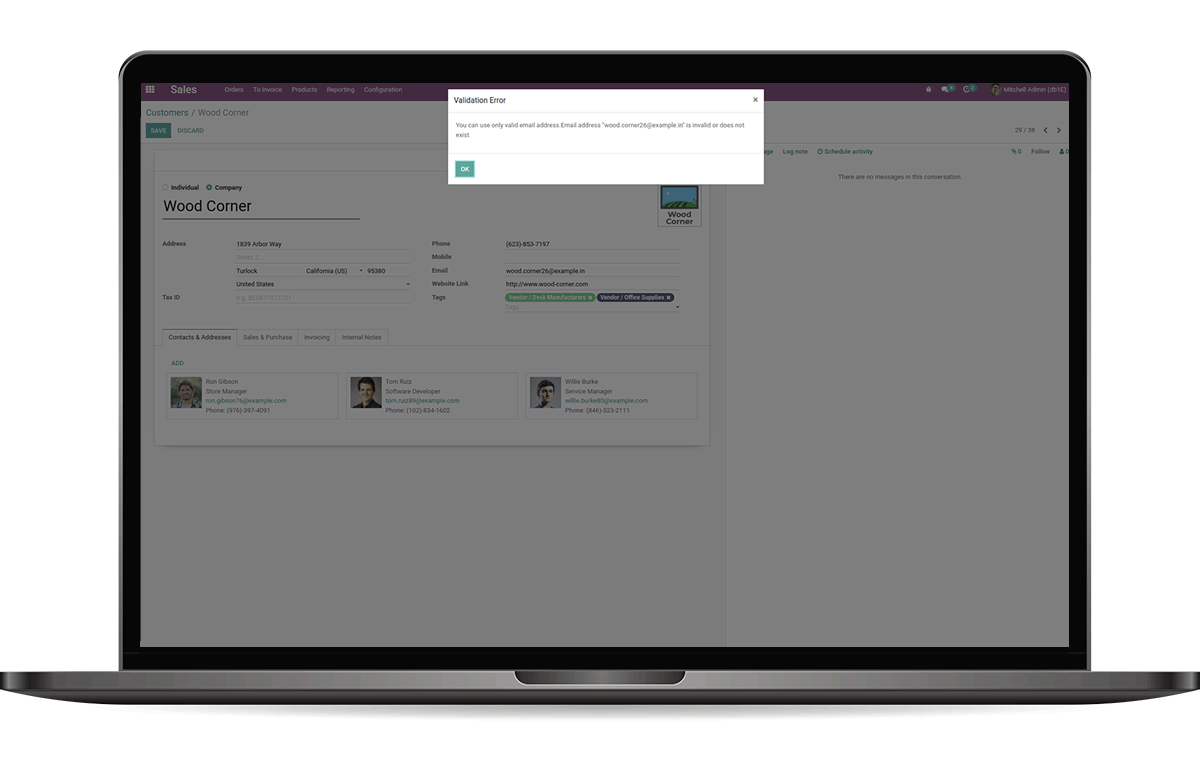 Sales Orders To Invoice Products Reporting Configuration Mitchell Admin (db1E)
Validation Error ×
You can use only valid email address.Email address "wood.corner26@example.in" is invalid or does not
exist
OK
Customers / Wood Corner
SAVE DISCARD
29 / 38
Log note Schedule activity 0 Follow 0
There are no messages in this conversation.
Individual Company
Wood Corner
Wood
Corner
Address 1839 Arbor Way
Street 2...
Turlock California (US) 95380
United States
Tax ID
Phone (623)-853-7197
Mobile
Email wood.corner26@example.in
Website Link http://www.wood-corner.com
Tags Vendor / Desk Manufacturers × Vendor / Office Supplies ×
Tags...
Contacts & Addresses Sales & Purchase Invoicing Internal Notes
ADD
Ron Gibson
Store Manager
ron.gibson76@example.com
Phone: (976)-397-4091
Tom Ruiz
Software Developer
tom.ruiz89@example.com
Phone: (102)-834-1602
Willie Burke
Service Manager
willie.burke80@example.com
Phone: (846)-523-2111